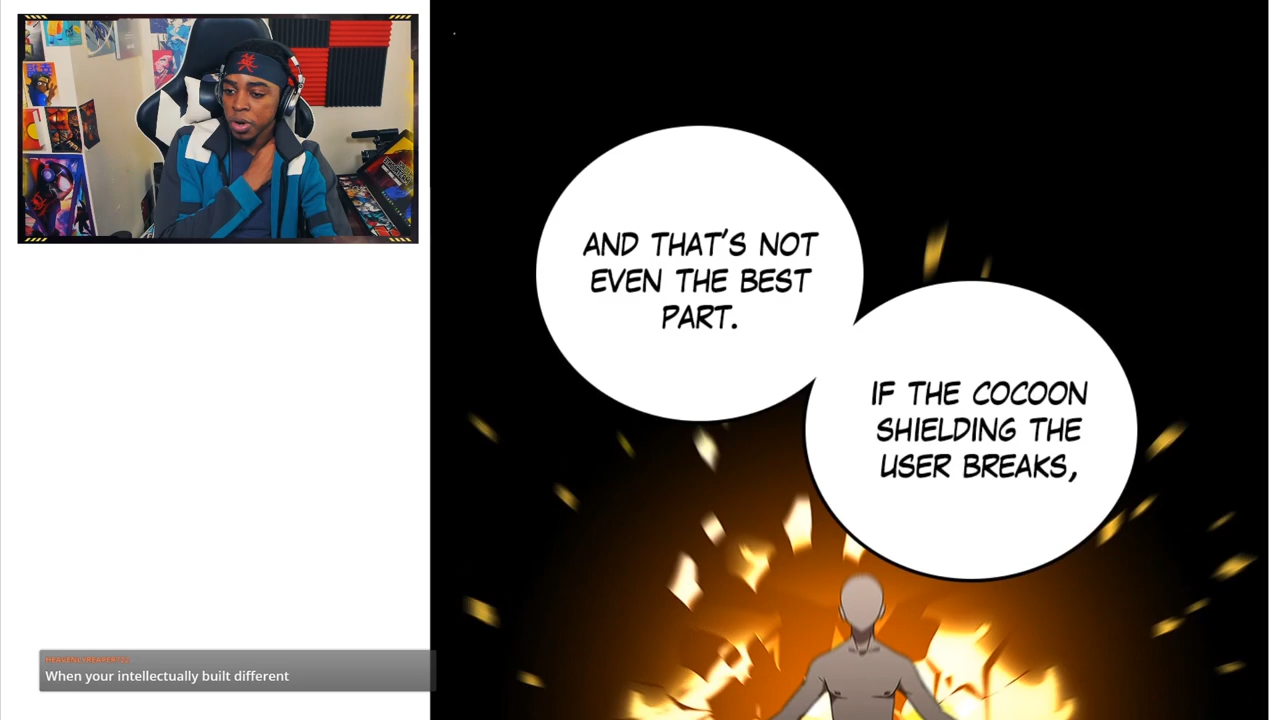 AND THAT'S NOT
EVEN THE BEST
PART.
IF THE COCOON
SHIELDING THE
USER BREAKS,
When your intellectually built different